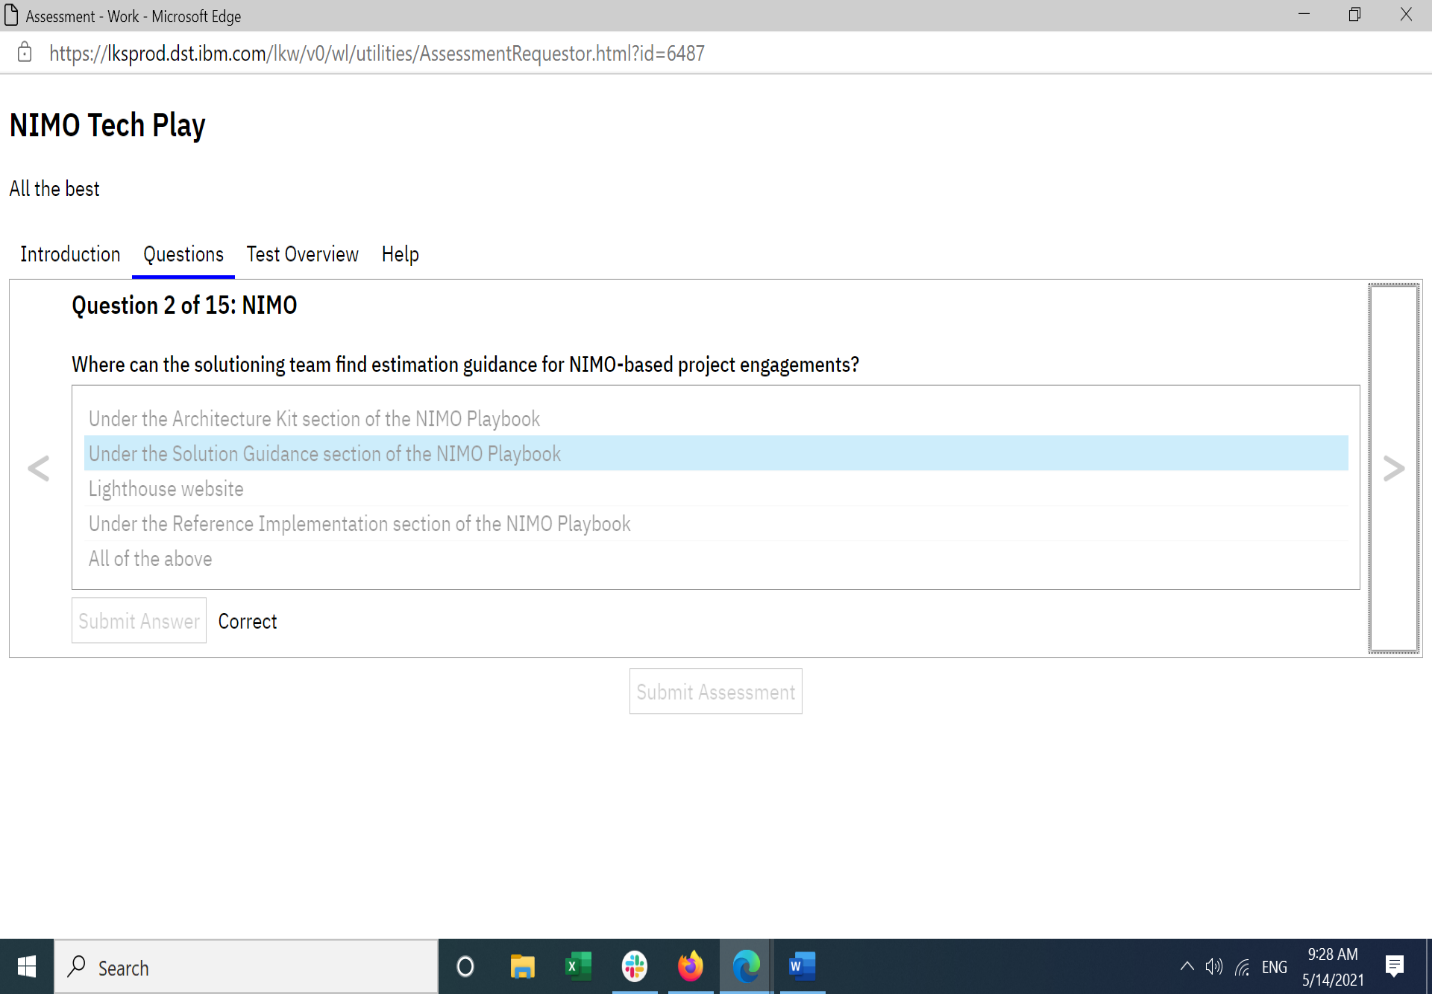 Assessment - Work - Microsoft Edge
https://lksprod.dst.ibm.com/lkw/v0/wl/utilities/AssessmentRequestor.html?id=6487
NIMO Tech Play
All the best
Introduction Questions Test Overview Help
Question 2 of 15: NIMO
Where can the solutioning team find estimation guidance for NIMO-based project engagements?
Under the Architecture Kit section of the NIMO Playbook
Under the Solution Guidance section of the NIMO Playbook
Lighthouse website
Under the Reference Implementation section of the NIMO Playbook
All of the above
< >
Submit Answer Correct
Submit Assessment
Search
ENG
9:28 AM
5/14/2021